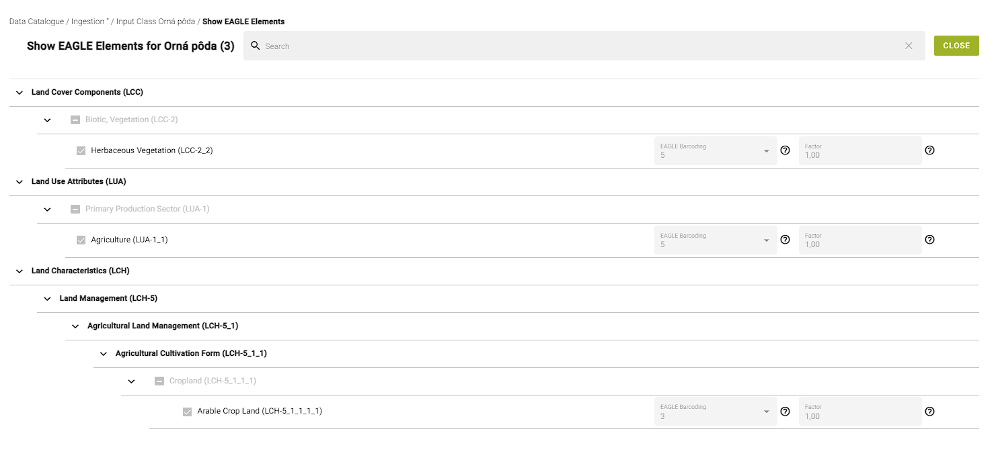 Data Catalogue / Ingestion " / Input Class Orná pôda / Show EAGLE Elements
Show EAGLE Elements for Orná pôda (3)
Search
CLOSE
Land Cover Components (LCC)
Biotic, Vegetation (LCC-2)
Herbaceous Vegetation (LCC-2_2)
EAGLE Barcoding
5
Factor
1,00
Land Use Attributes (LUA)
Primary Production Sector (LUA-1)
Agriculture (LUA-1_1)
EAGLE Barcoding
5
Factor
1,00
Land Characteristics (LCH)
Land Management (LCH-5)
Agricultural Land Management (LCH-5_1)
Agricultural Cultivation Form (LCH-5_1_1)
Cropland (LCH-5_1_1_1)
Arable Crop Land (LCH-5_1_1_1_1)
EAGLE Barcoding
3
Factor
1,00